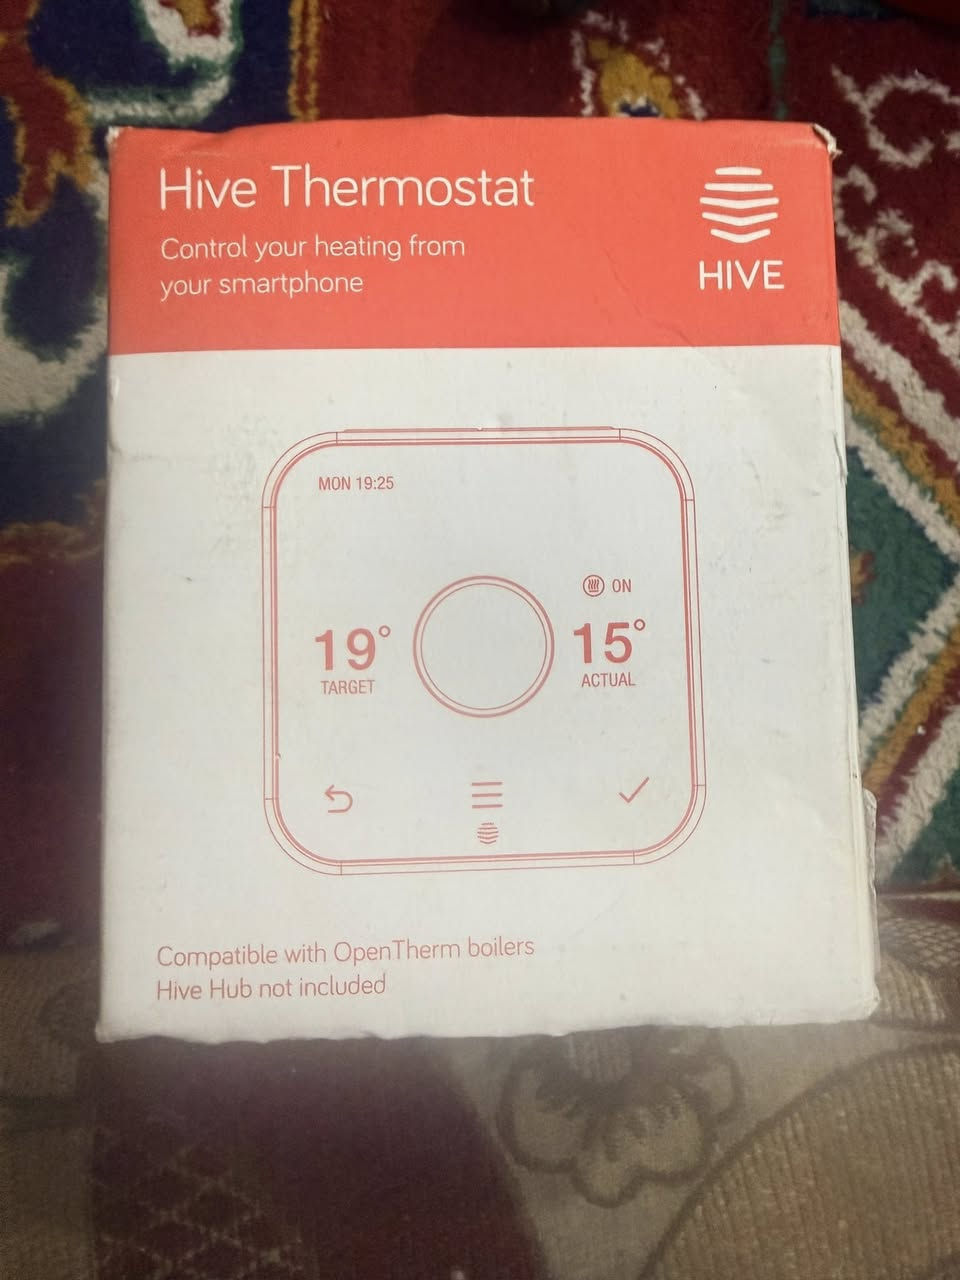 Hive Thermostat
Control your heating from
your smartphone
HIVE
MON 19:25
ON
19° 15°
TARGET ACTUAL
Compatible with OpenTherm boilers
Hive Hub not included